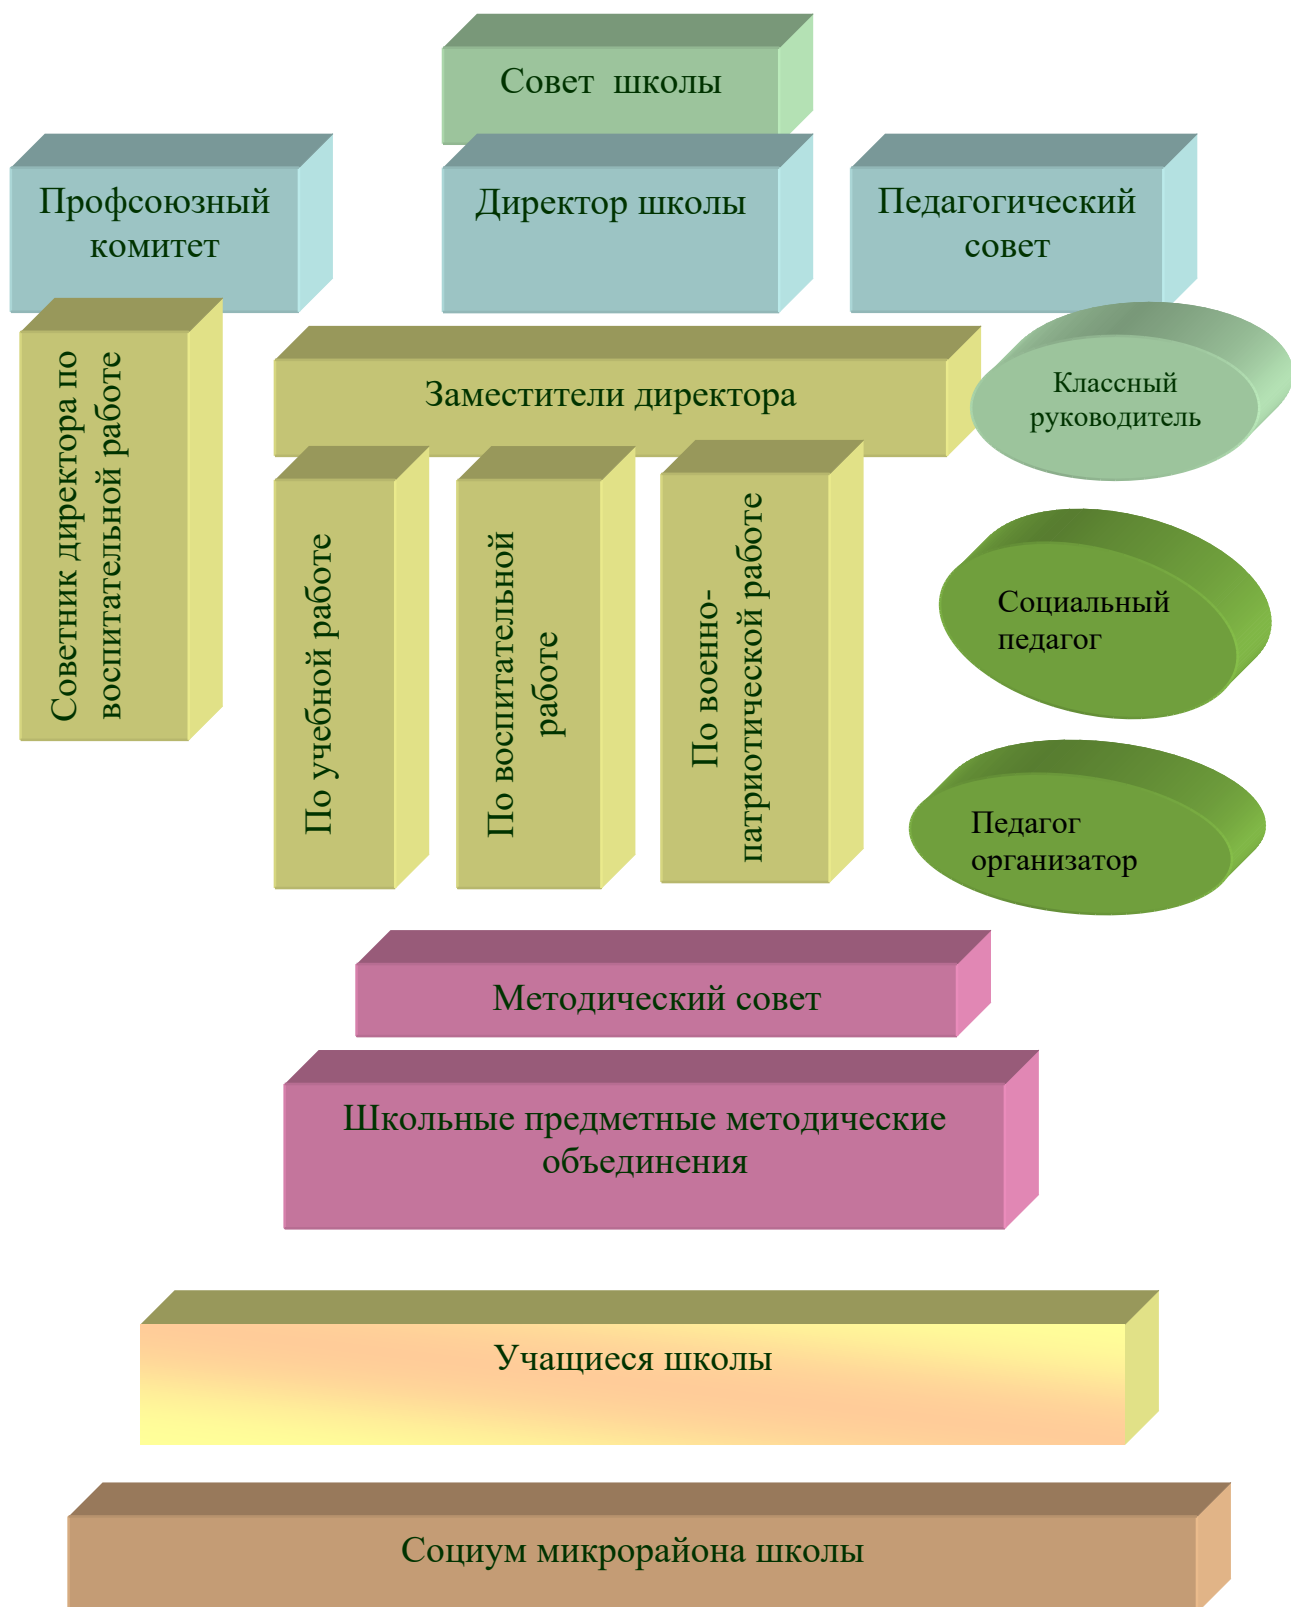 Совет школы
Профсоюзный
комитет
Директор школы
Педагогический
совет
Советник директора по
воспитательной работе
Заместители директора
Классный
руководитель
По учебной работе
По воспитательной
работе
По военно-
патриотической работе
Социальный
педагог
Педагог
организатор
Методический совет
Школьные предметные методические
объединения
Учащиеся школы
Социум микрорайона школы